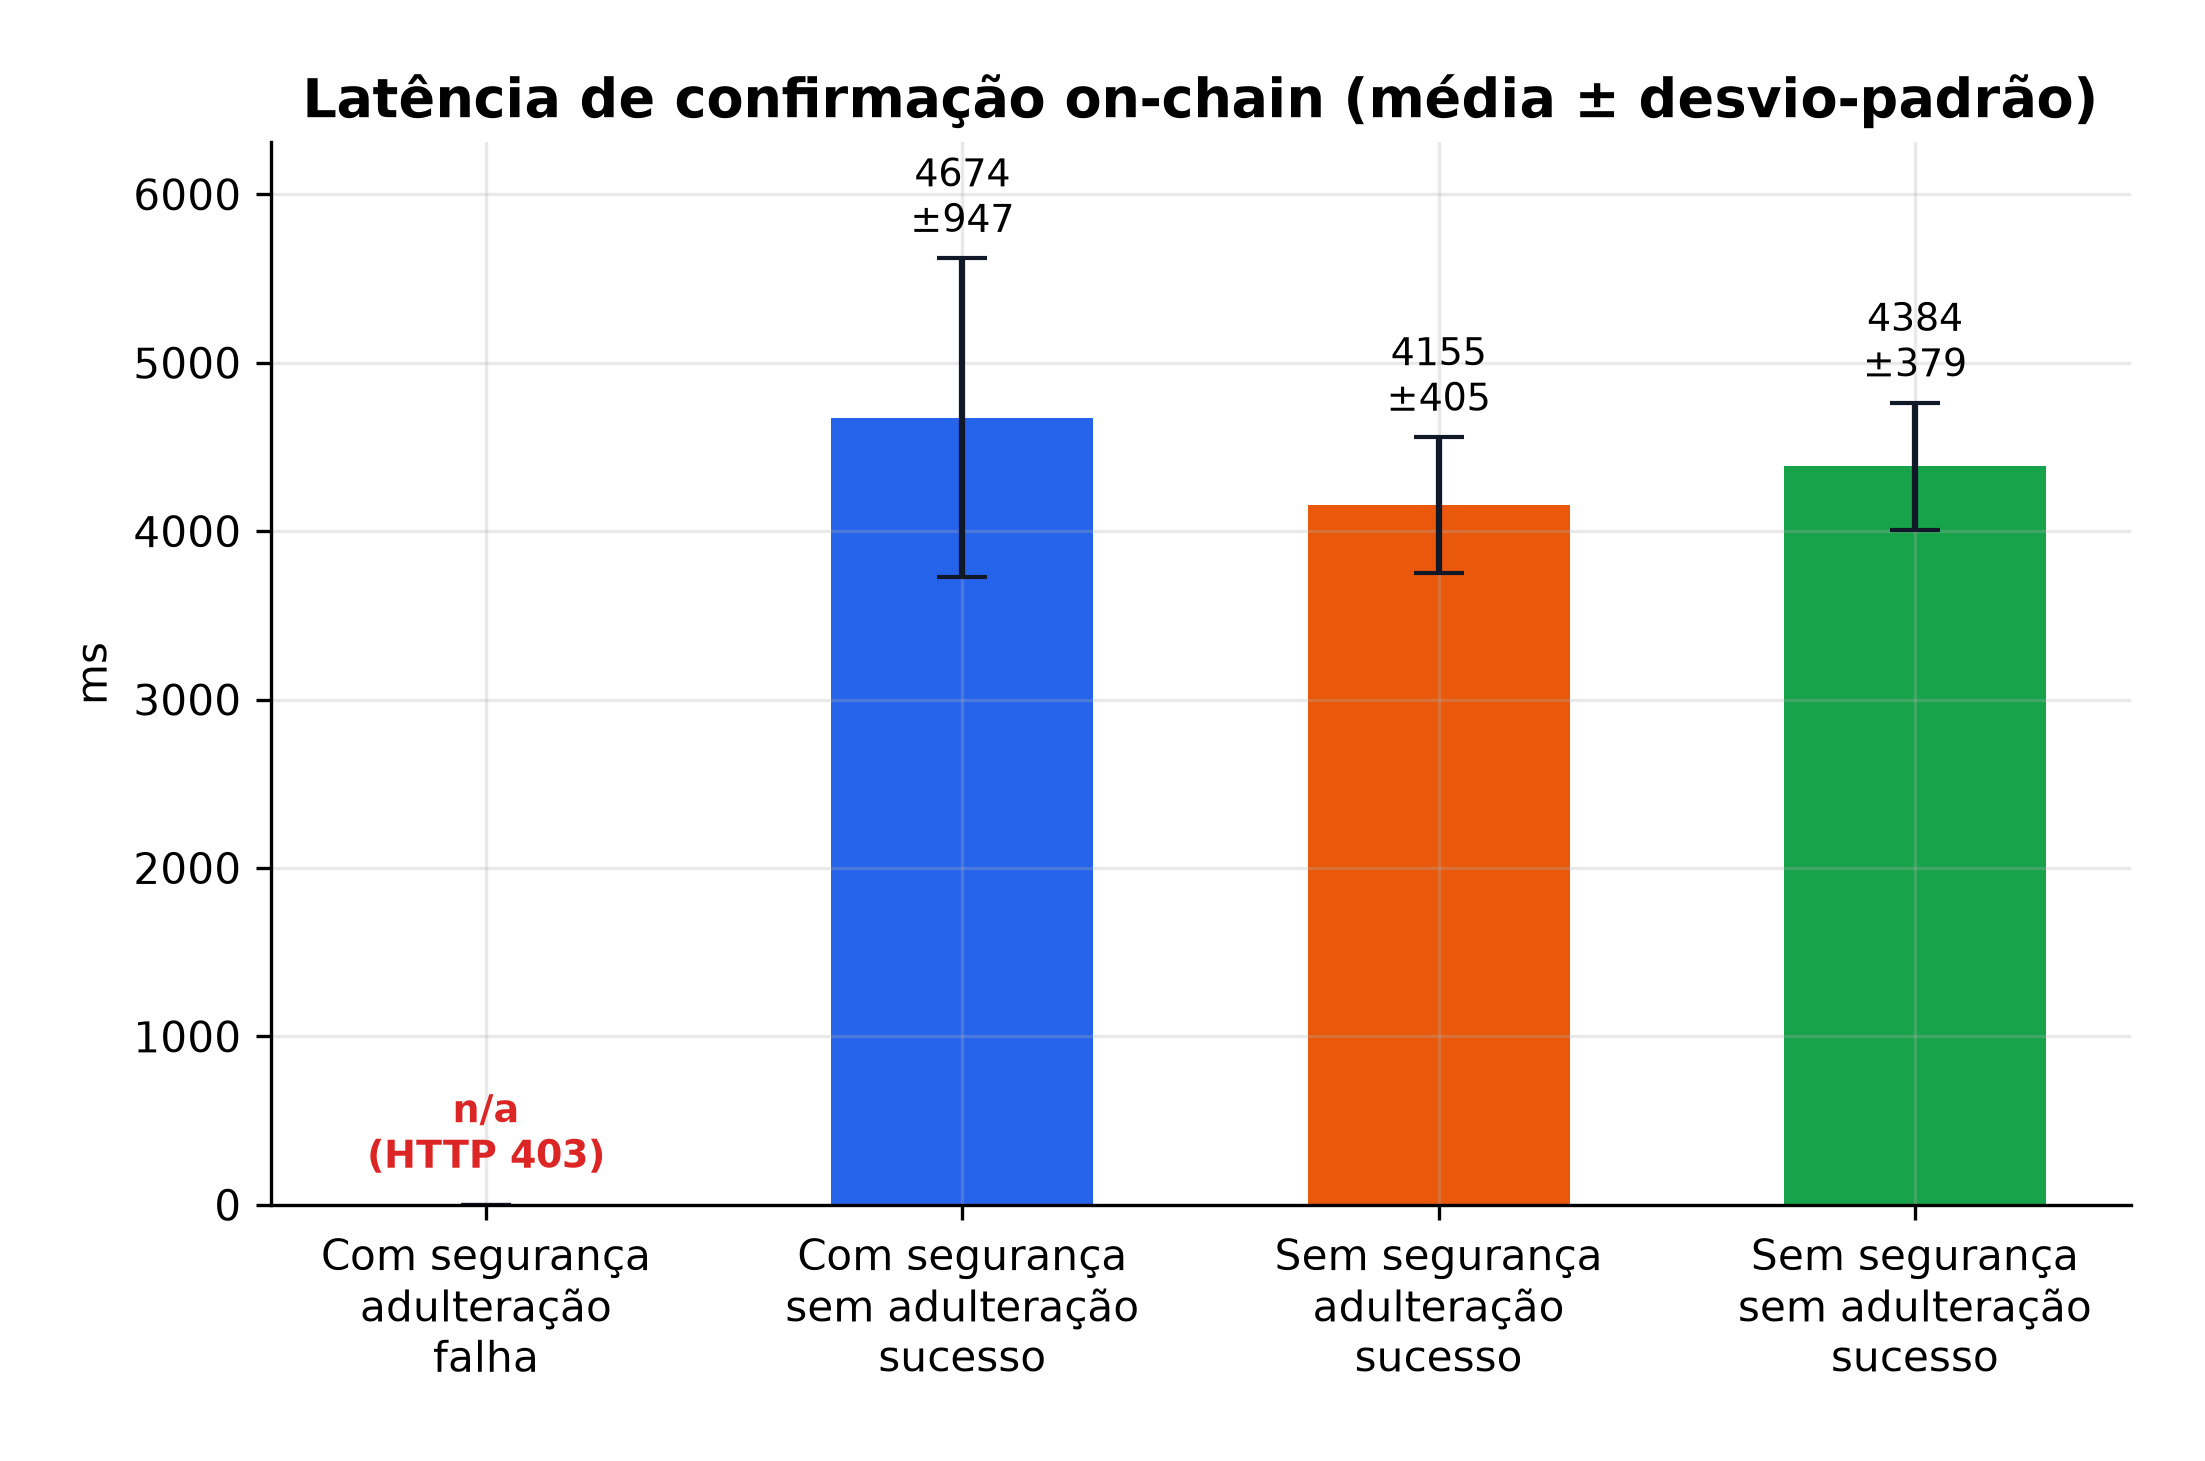 Latência de confirmação on-chain (média ± desvio-padrão)
ms
6000
5000
4000
3000
2000
1000
0
n/a
(HTTP 403)
4674
±947
4155
±405
4384
±379
Com segurança
adulteração
falha
Com segurança
sem adulteração
sucesso
Sem segurança
adulteração
sucesso
Sem segurança
sem adulteração
sucesso